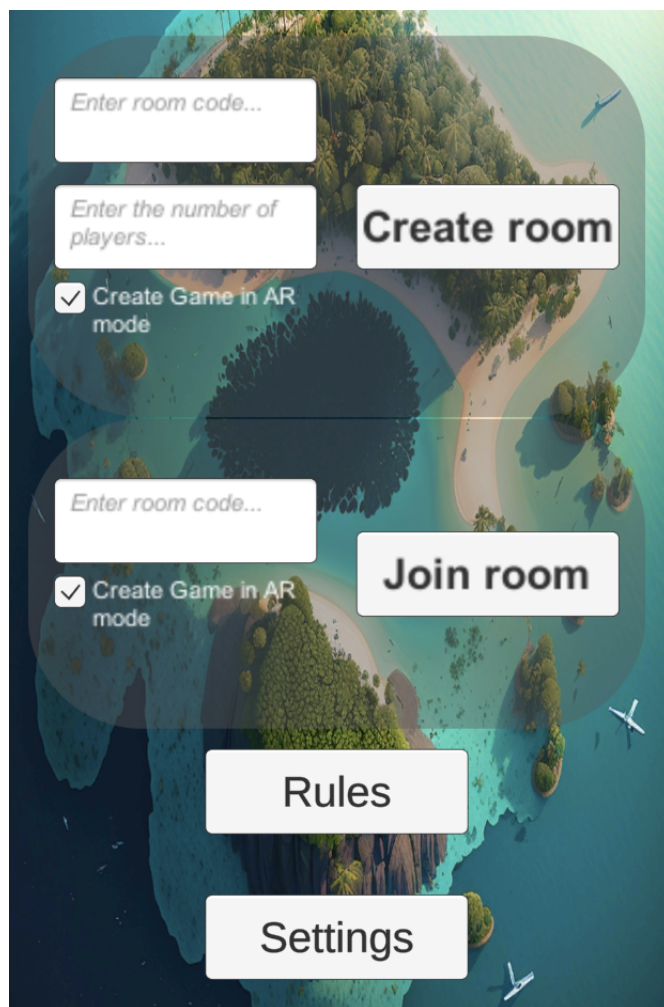 Enter room code...
Enter the number of
players...
Create room
Create Game in AR
mode
Enter room code...
Join room
Create Game in AR
mode
Rules
Settings